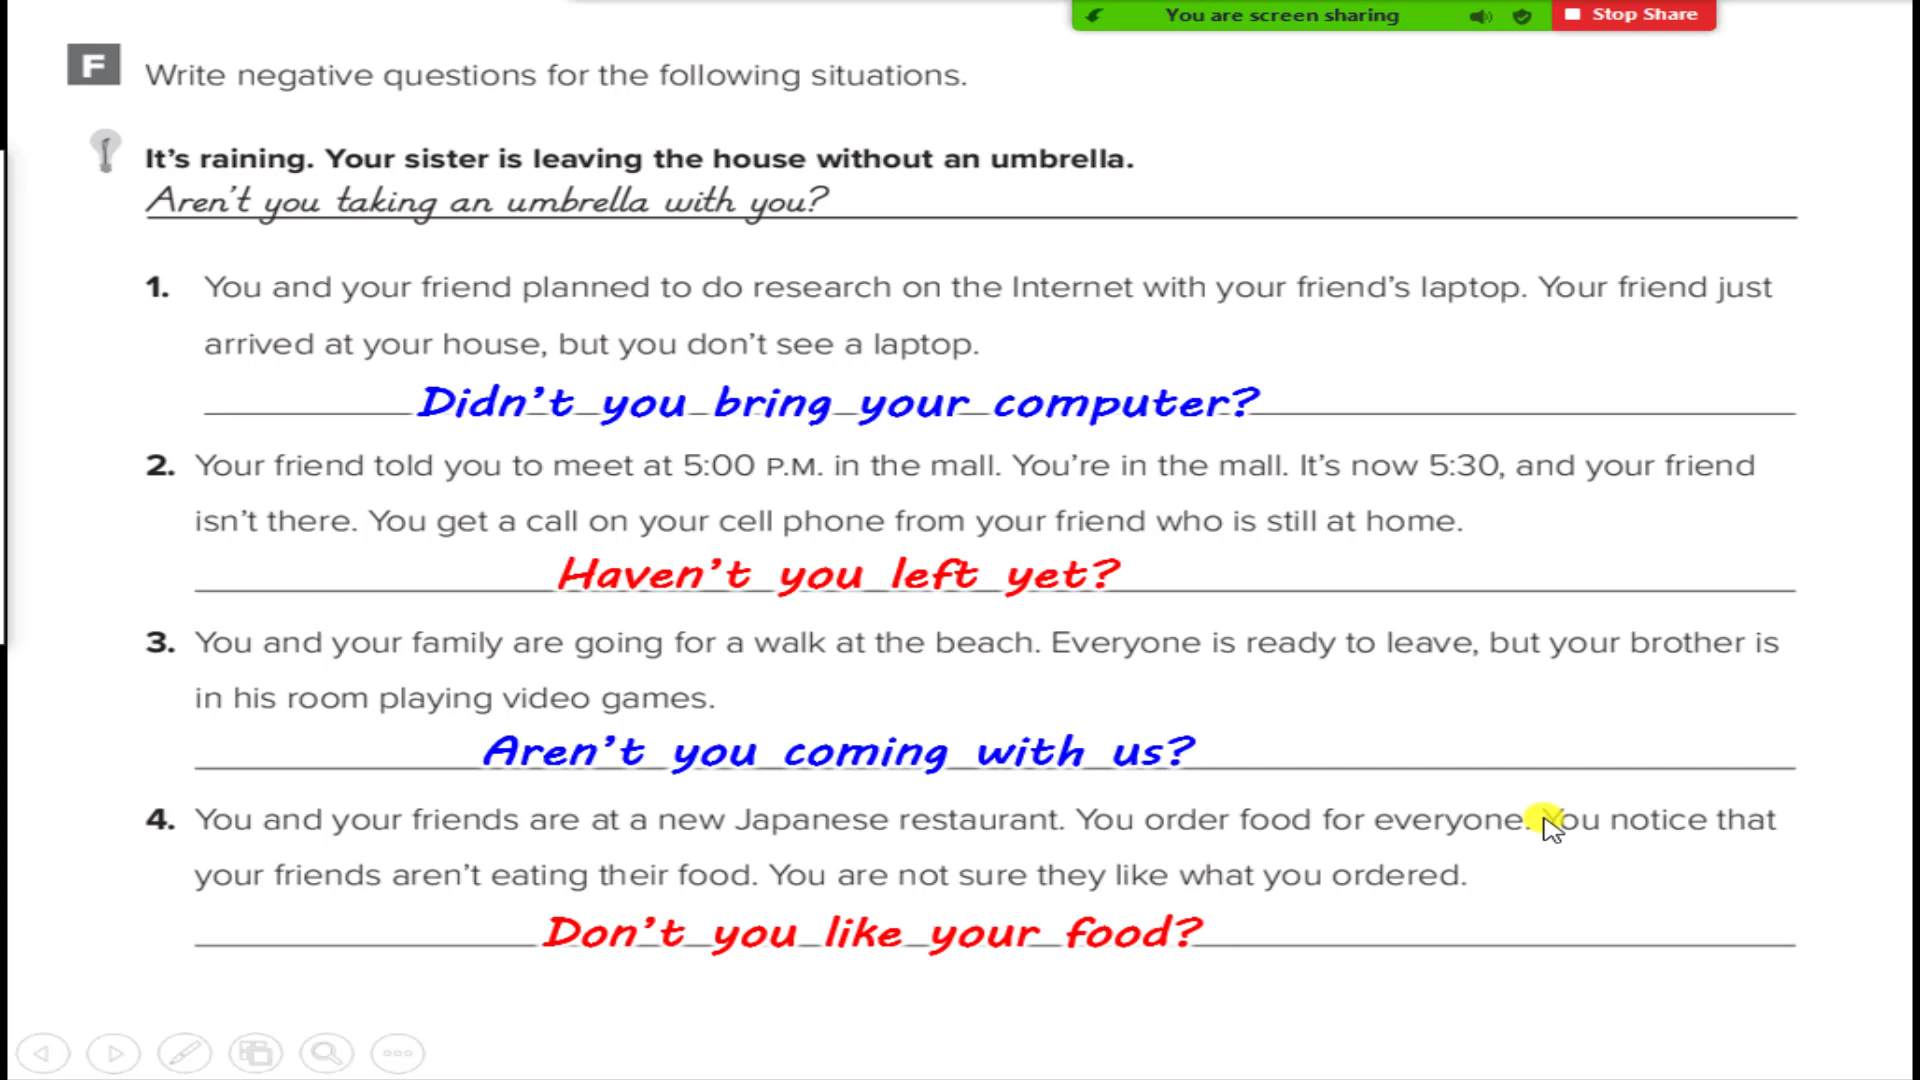 You are screen sharing
Stop Share
F Write negative questions for the following situations.
It's raining. Your sister is leaving the house without an umbrella.
Aren't you taking an umbrella with you?
1. You and your friend planned to do research on the Internet with your friend's laptop. Your friend just
arrived at your house, but you don't see a laptop.
Didn't you bring your computer?
2. Your friend told you to meet at 5:00 P.M. in the mall. You're in the mall. It's now 5:30, and your friend
isn't there. You get a call on your cell phone from your friend who is still at home.
Haven't you left yet?
3. You and your family are going for a walk at the beach. Everyone is ready to leave, but your brother is
in his room playing video games.
Aren't you coming with us?
4. You and your friends are at a new Japanese restaurant. You order food for everyone. You notice that
your friends aren't eating their food. You are not sure they like what you ordered.
Don't you like your food?